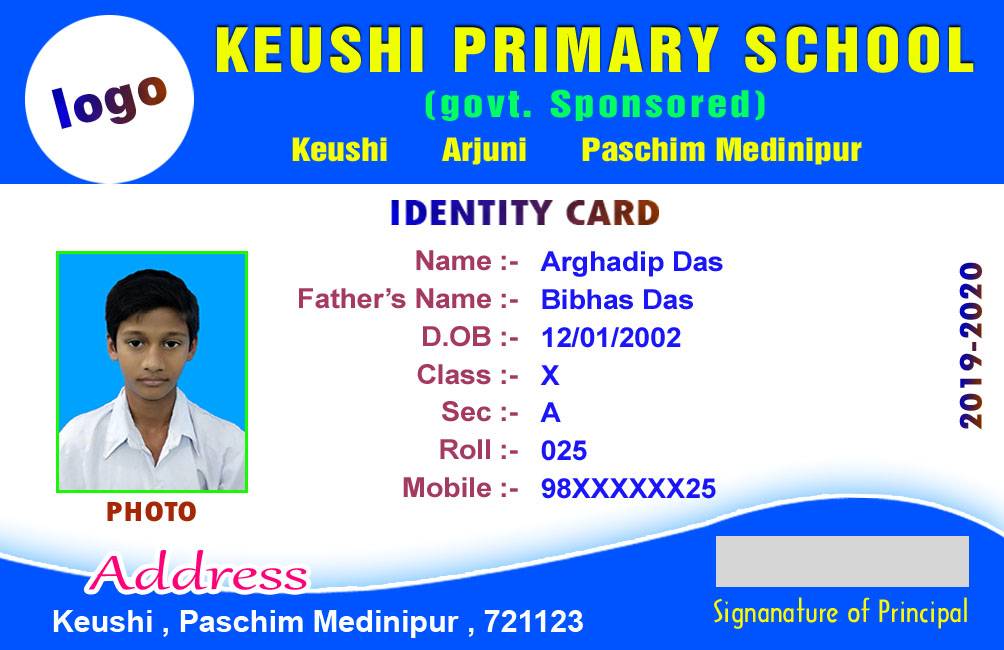 logo
KEUSHI PRIMARY SCHOOL
(govt. Sponsored)
Keushi Arjuni Paschim Medinipur
IDENTITY CARD
Name :- Arghadip Das
Father’s Name :- Bibhas Das
D.OB :- 12/01/2002
Class :- X
Sec :- A
Roll :- 025
Mobile :- 98XXXXXX25
2019-2020
PHOTO
Address
Keushi , Paschim Medinipur , 721123
Signanature of Principal